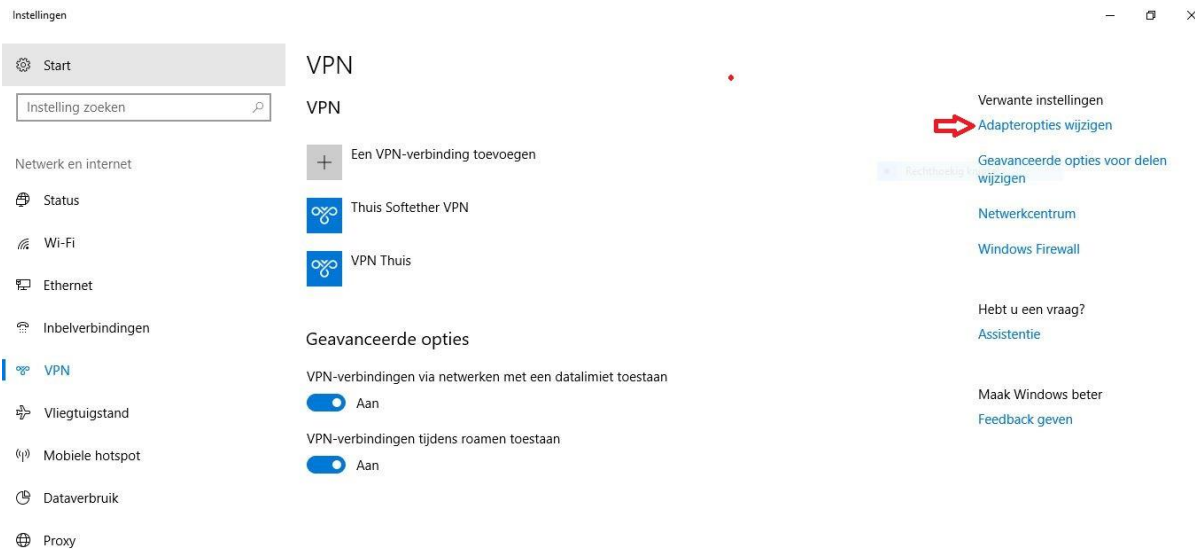 Instellingen
Start
Instelling zoeken
Netwerk en internet
Status
Wi-Fi
Ethernet
Inbelverbindingen
VPN
Vliegtuigstand
Mobiele hotspot
Dataverbruik
Proxy
VPN
VPN
Een VPN-verbinding toevoegen
Thuis Softether VPN
VPN Thuis
Geavanceerde opties
VPN-verbindingen via netwerken met een datalimiet toestaan
Aan
VPN-verbindingen tijdens roamen toestaan
Aan
Verwante instellingen
Adapteropties wijzigen
Geavanceerde opties voor delen
wijzigen
Netwerkcentrum
Windows Firewall
Hebt u een vraag?
Assistentie
Maak Windows beter
Feedback geven